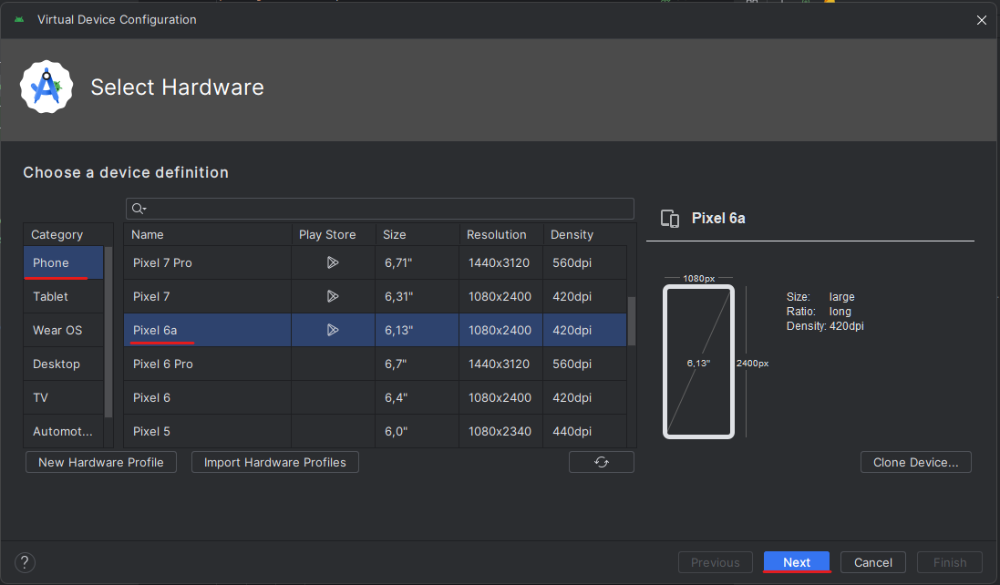 Virtual Device Configuration
Select Hardware
Choose a device definition
Category
Phone
Tablet
Wear OS
Desktop
TV
Automot...
Name Play Store Size Resolution Density
Pixel 7 Pro 6,71" 1440x3120 560dpi
Pixel 7 6,31" 1080x2400 420dpi
Pixel 6a 6,13" 1080x2400 420dpi
Pixel 6 Pro 6,7" 1440x3120 560dpi
Pixel 6 6,4" 1080x2400 420dpi
Pixel 5 6,0" 1080x2340 440dpi
New Hardware Profile Import Hardware Profiles
Pixel 6a
1080px
6,13"
2400px
Size: large
Ratio: long
Density: 420dpi
Clone Device...
? Previous Next Cancel Finish